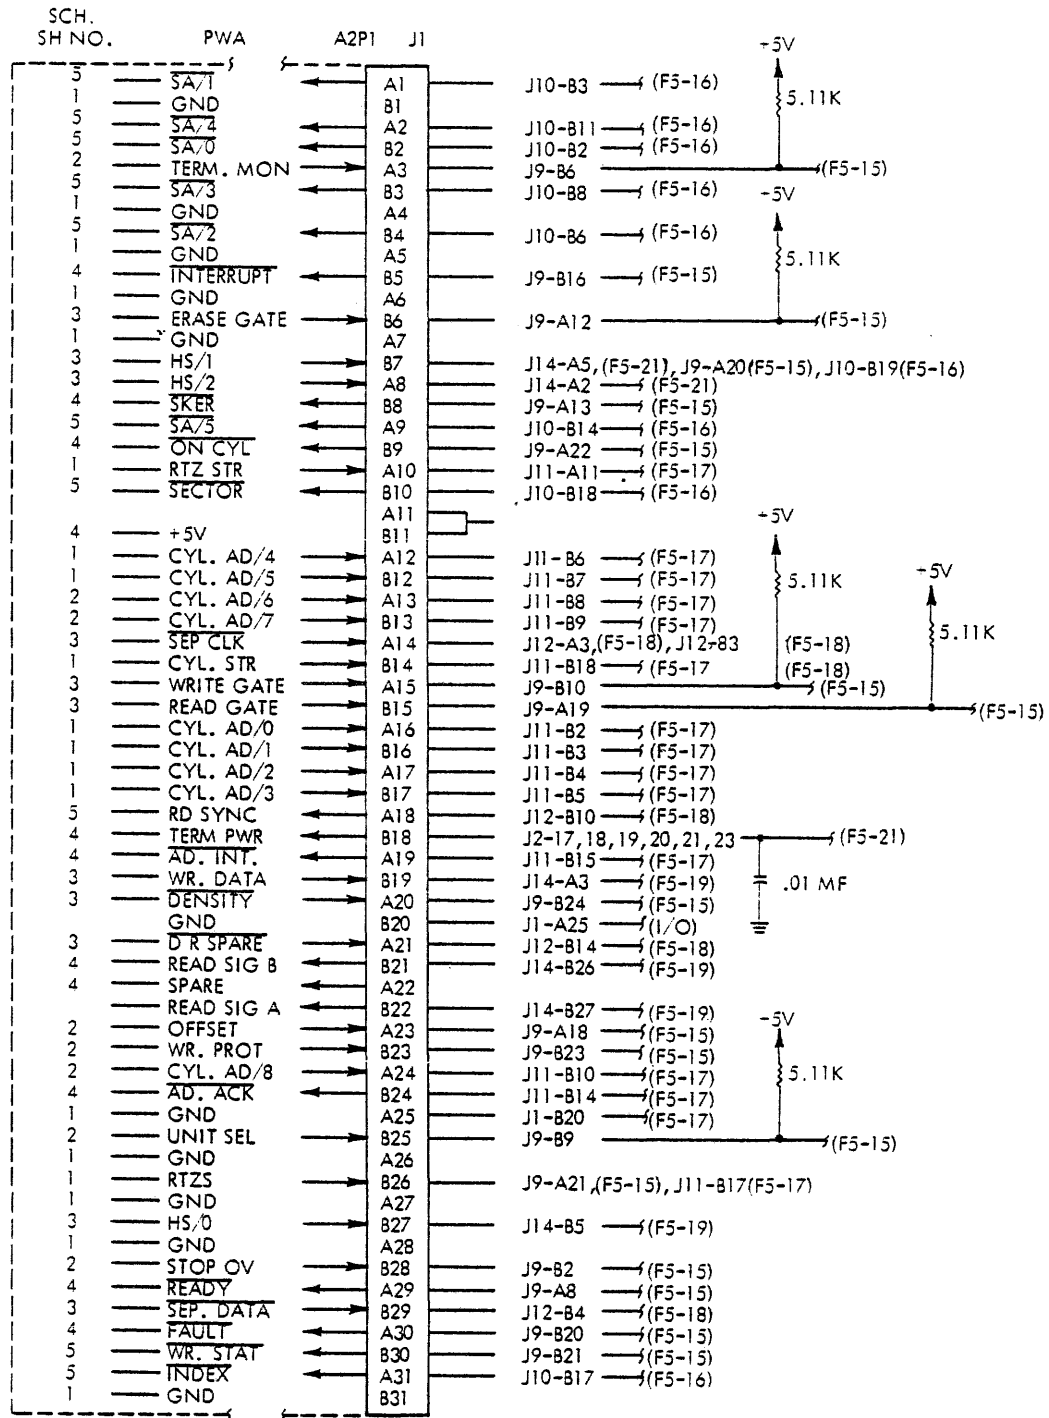 SCH.
SH NO. PWA A2P1 J1
+5V
5 SA/1 A1 J10-B3 (F5-16)
5.11K
1 GND B1
5 SA/4 A2 J10-B11 (F5-16)
5 SA/0 B2 J10-B2 (F5-16)
2 TERM. MON A3 J9-B6 (F5-15)
5 SA/3 B3 J10-B8 (F5-16) +5V
1 GND A4
5 SA/2 B4 J10-B6 (F5-16)
1 GND A5 5.11K
4 INTERRUPT B5 J9-B16 (F5-15)
1 GND A6
3 ERASE GATE B6 J9-A12 (F5-15)
1 GND A7
3 HS/1 B7 J14-A5,(F5-21), J9-A20(F5-15), J10-B19(F5-16)
3 HS/2 A8 J14-A2 (F5-21)
4 SKER B8 J9-A13 (F5-15)
5 SA/5 A9 J10-B14 (F5-16)
4 ON CYL B9 J9-A22 (F5-15)
1 RTZ STR A10 J11-A11 (F5-17)
5 SECTOR B10 J10-B18 (F5-16)
A11 +5V
4 +5V B11
1 CYL. AD/4 A12 J11-B6 (F5-17)
1 CYL. AD/5 B12 J11-B7 (F5-17) 5.11K +5V
2 CYL. AD/6 A13 J11-B8 (F5-17)
2 CYL. AD/7 B13 J11-B9 (F5-17) 5.11K
3 SEP CLK A14 J12-A3,(F5-18), J12-83 (F5-18)
1 CYL. STR B14 J11-B18 (F5-17 (F5-18)
3 WRITE GATE A15 J9-B10 (F5-15)
3 READ GATE B15 J9-A19 (F5-15)
1 CYL. AD/0 A16 J11-B2 (F5-17)
1 CYL. AD/1 B16 J11-B3 (F5-17)
1 CYL. AD/2 A17 J11-B4 (F5-17)
1 CYL. AD/3 B17 J11-B5 (F5-17)
5 RD SYNC A18 J12-B10 (F5-18)
4 TERM PWR B18 J2-17,18,19,20,21,23 (F5-21)
4 AD. INT. A19 J11-B15 (F5-17)
3 WR. DATA B19 J14-A3 (F5-19) .01 MF
3 DENSITY A20 J9-B24 (F5-15)
GND B20 J1-A25 (I/O)
3 D R SPARE A21 J12-B14 (F5-18)
4 READ SIG B B21 J14-B26 (F5-19)
4 SPARE A22
READ SIG A B22 J14-B27 (F5-19) +5V
2 OFFSET A23 J9-A18 (F5-15)
2 WR. PROT B23 J9-B23 (F5-15)
2 CYL. AD/8 A24 J11-B10 (F5-17) 5.11K
4 AD. ACK B24 J11-B14 (F5-17)
1 GND A25 J1-B20 (F5-17)
2 UNIT SEL B25 J9-B9 (F5-15)
1 GND A26
1 RTZS B26 J9-A21,(F5-15), J11-B17(F5-17)
1 GND A27
3 HS/0 B27 J14-B5 (F5-19)
1 GND A28
2 STOP OV B28 J9-B2 (F5-15)
4 READY A29 J9-A8 (F5-15)
3 SEP. DATA B29 J12-B4 (F5-18)
4 FAULT A30 J9-B20 (F5-15)
5 WR. STAT B30 J9-B21 (F5-15)
5 INDEX A31 J10-B17 (F5-16)
1 GND B31